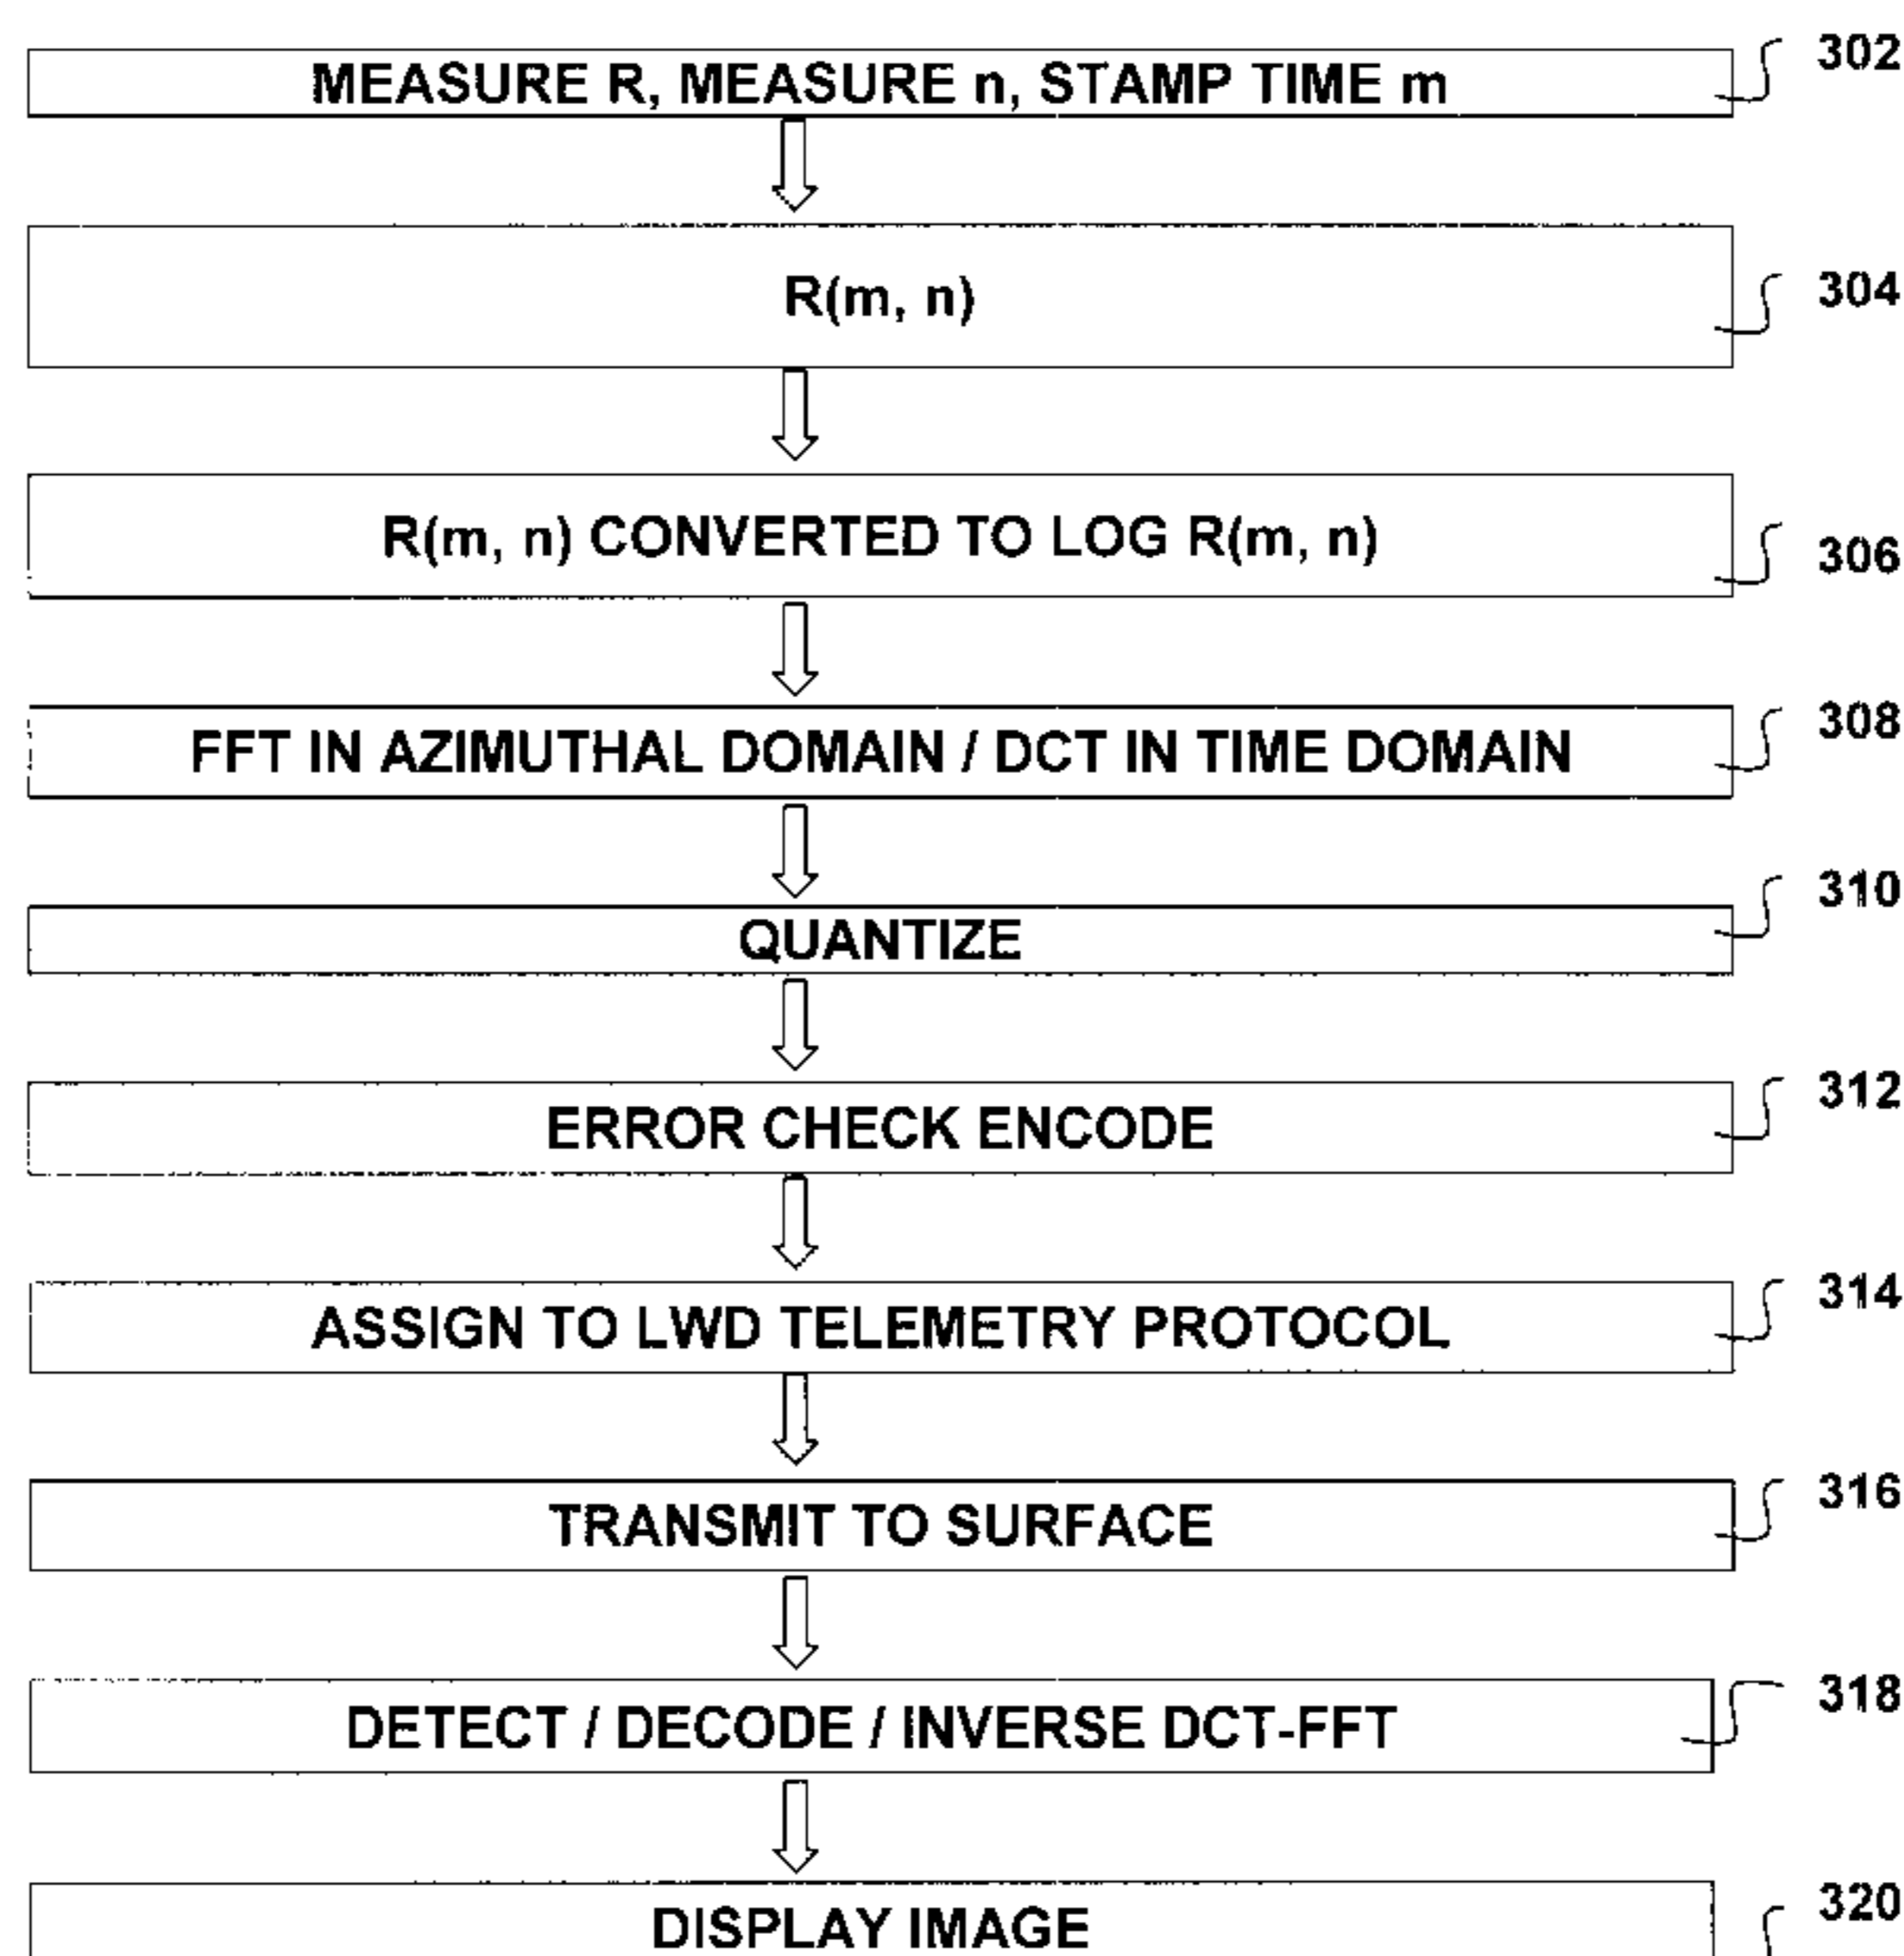 MEASURE R, MEASURE n, STAMP TIME m
302
R(m, n)
304
R(m, n) CONVERTED TO LOG R(m, n)
306
FFT IN AZIMUTHAL DOMAIN / DCT IN TIME DOMAIN
308
QUANTIZE
310
ERROR CHECK ENCODE
312
ASSIGN TO LWD TELEMETRY PROTOCOL
314
TRANSMIT TO SURFACE
316
DETECT / DECODE / INVERSE DCT-FFT
318
DISPLAY IMAGE
320